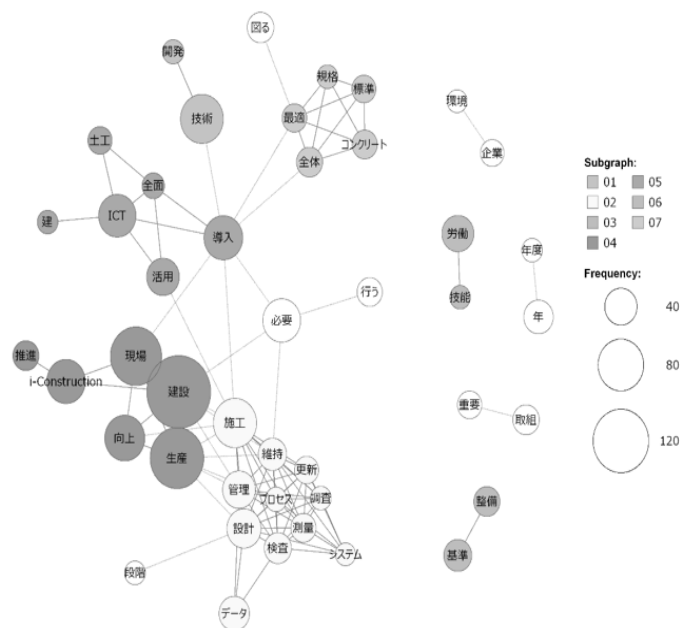 図る
開発
規格
標準
技術
最適
コンクリート
全体
環境
企業
土工
全面
建
ICT
導入
活用
行う
必要
労働
技能
年度
年
推進
現場
i-Construction
建設
向上
生産
施工
維持
更新
管理
プロセス
調査
設計
測量
検査
システム
段階
データ
重要
取組
整備
基準
Subgraph:
01
05
02
06
03
07
04
Frequency:
40
80
120